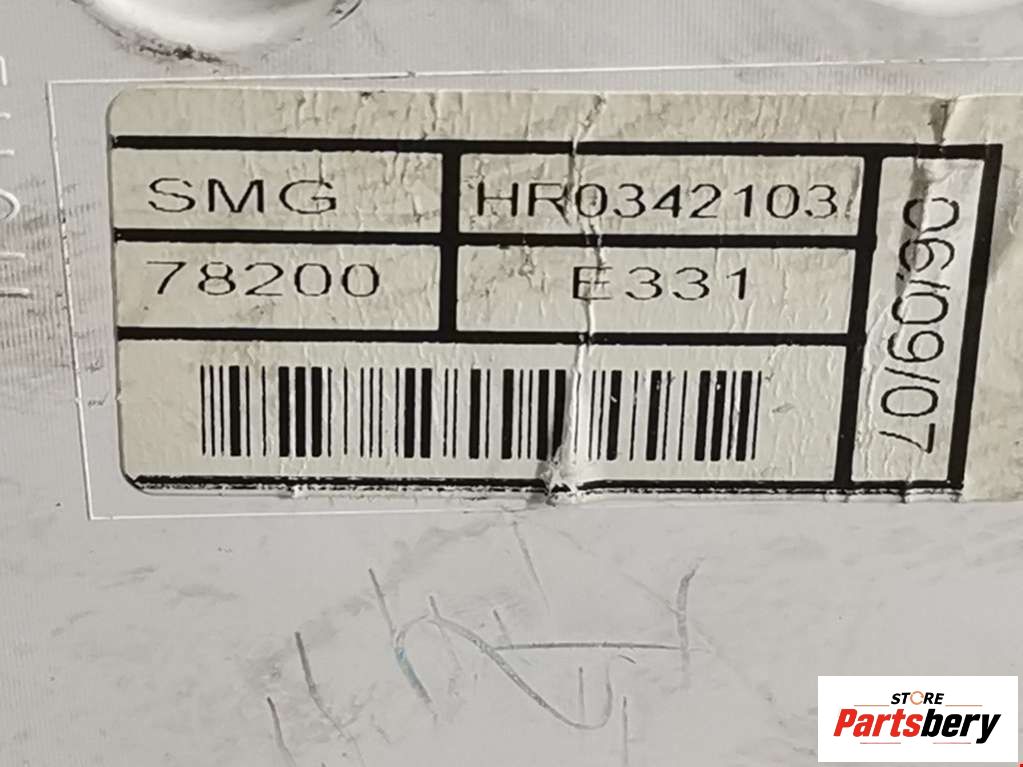 SMG HR0342103
78200 E331
06/09/07
STORE
Partsbery